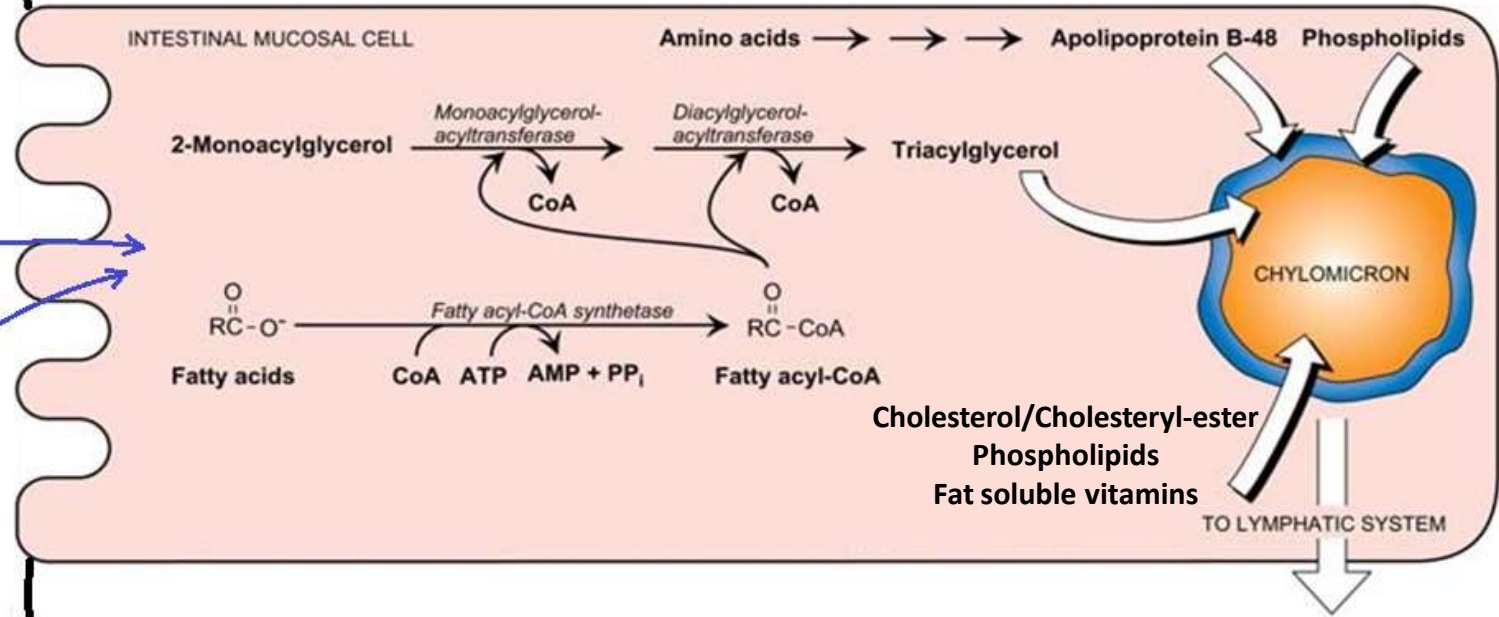 INTESTINAL MUCOSAL CELL
Amino acids
Apolipoprotein B-48
Phospholipids
2-Monoacylglycerol
Monoacylglycerol-
acyltransferase
CoA
Diacylglycerol-
acyltransferase
CoA
Triacylglycerol
CHYLOMICRON
O
RC-O-
Fatty acids
Fatty acyl-CoA synthetase
CoA
ATP
AMP + PPi
O
RC-CoA
Fatty acyl-CoA
Cholesterol/Cholesteryl-ester
Phospholipids
Fat soluble vitamins
TO LYMPHATIC SYSTEM